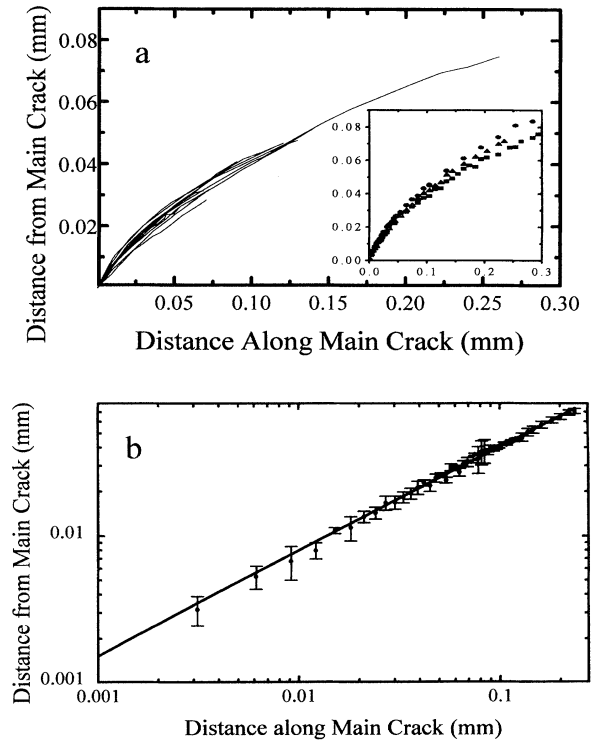 a
Distance from Main Crack (mm)
0.08
0.06
0.04
0.02
0.08
0.06
0.04
0.02
0.00
0.0 0.1 0.2 0.3
0.05 0.10 0.15 0.20 0.25 0.30
Distance Along Main Crack (mm)
b
Distance from Main Crack (mm)
0.01
0.001
0.001 0.01 0.1
Distance along Main Crack (mm)